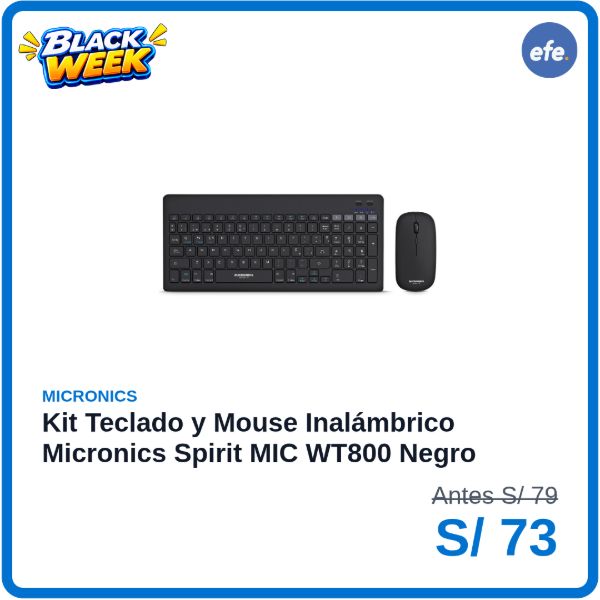 BLACK
WEEK
efe.
MICRONICS
Kit Teclado y Mouse Inalámbrico
Micronics Spirit MIC WT800 Negro
Antes S/ 79
S/ 73